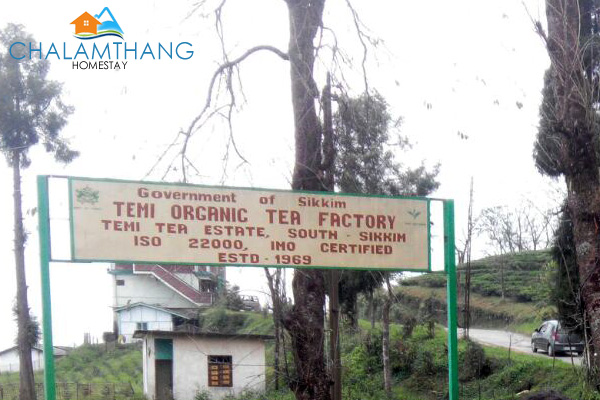 CHALAMTHANG
HOMESTAY
Government of Sikkim
TEMI ORGANIC TEA FACTORY
TEMI TEA ESTATE, SOUTH - SIKKIM
ISO 22000, IMO CERTIFIED
ESTD - 1969